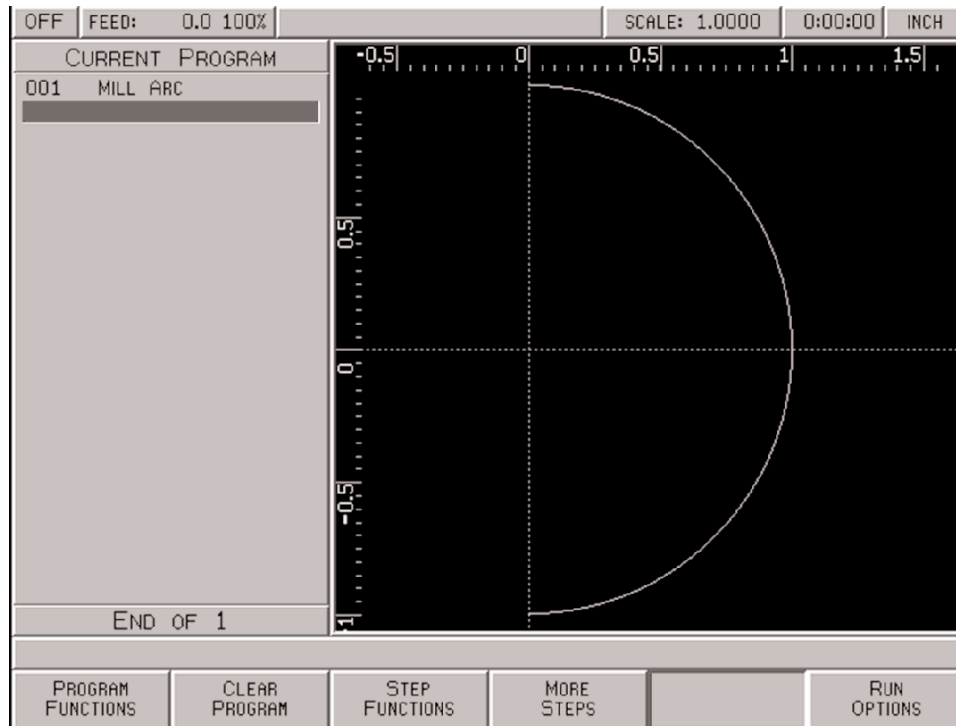 OFF FEED: 0.0 100% SCALE: 1.0000 0:00:00 INCH
CURRENT PROGRAM
001 MILL ARC
-0.5 0 0.5 1 1.5
0.5
0
-0.5
-1
END OF 1
PROGRAM FUNCTIONS
CLEAR PROGRAM
STEP FUNCTIONS
MORE STEPS
RUN OPTIONS